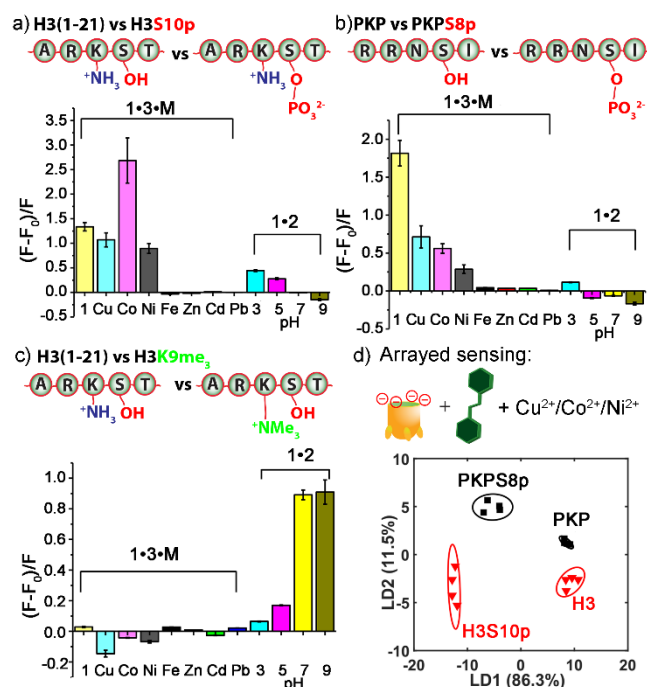 a) H3(1-21) vs H3S10p
A R K S T vs A R K S T
⁺NH₃ OH ⁺NH₃ O
PO₃²⁻
1•3•M
1•2
(F-F₀)/F
3.5
3.0
2.5
2.0
1.5
1.0
0.5
0.0
-0.5
1 Cu Co Ni Fe Zn Cd Pb 3 5 7 9
pH
b) PKP vs PKPS8p
R R N S I vs R R N S I
OH O
PO₃²⁻
1•3•M
1•2
(F-F₀)/F
2.0
1.5
1.0
0.5
0.0
-0.5
1 Cu Co Ni Fe Zn Cd Pb 3 5 7 9
pH
c) H3(1-21) vs H3K9me₃
A R K S T vs A R K S T
⁺NH₃ OH OH
⁺NMe₃
1•2
1•3•M
(F-F₀)/F
1.0
0.8
0.6
0.4
0.2
0.0
-0.2
1 Cu Co Ni Fe Zn Cd Pb 3 5 7 9
pH
d) Arrayed sensing:
+ + Cu²⁺/Co²⁺/Ni²⁺
PKPS8p
PKP
H3
H3S10p
LD2 (11.5%)
10
5
0
-5
-10
-20 -10 0 10 20
LD1 (86.3%)